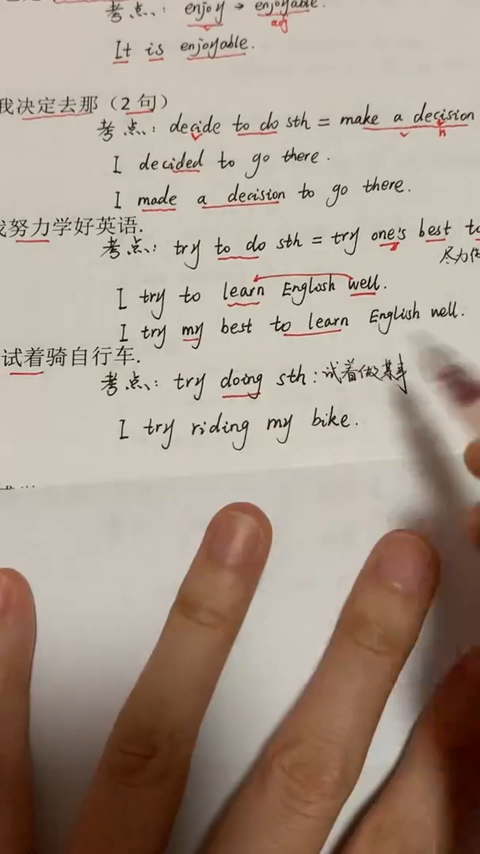 考点: enjoy → enjoyable.
adj
It is enjoyable.
我决定去那（2句）
考点: decide to do sth = make a decision
v n
I decided to go there.
I made a decision to go there.
努力学好英语.
考点: try to do sth = try one's best to
尽力
I try to learn English well.
I try my best to learn English well.
试着骑自行车.
考点: try doing sth: 试着做某事
I try riding my bike.